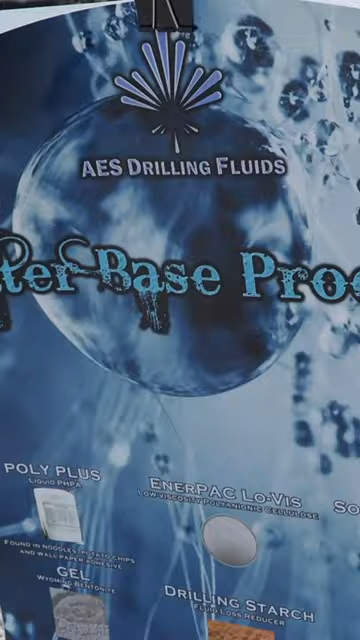 AES Drilling Fluids
ter Base Pro
POLY PLUS
Liquid PHPA
EnerPAC Lo-Vis
Low-viscosity Polyanionic Cellulose
So
Found in noodles, potato chips
and wall paper adhesive
GEL
Wyoming Bentonite
Drilling Starch
Fluid Loss Reducer